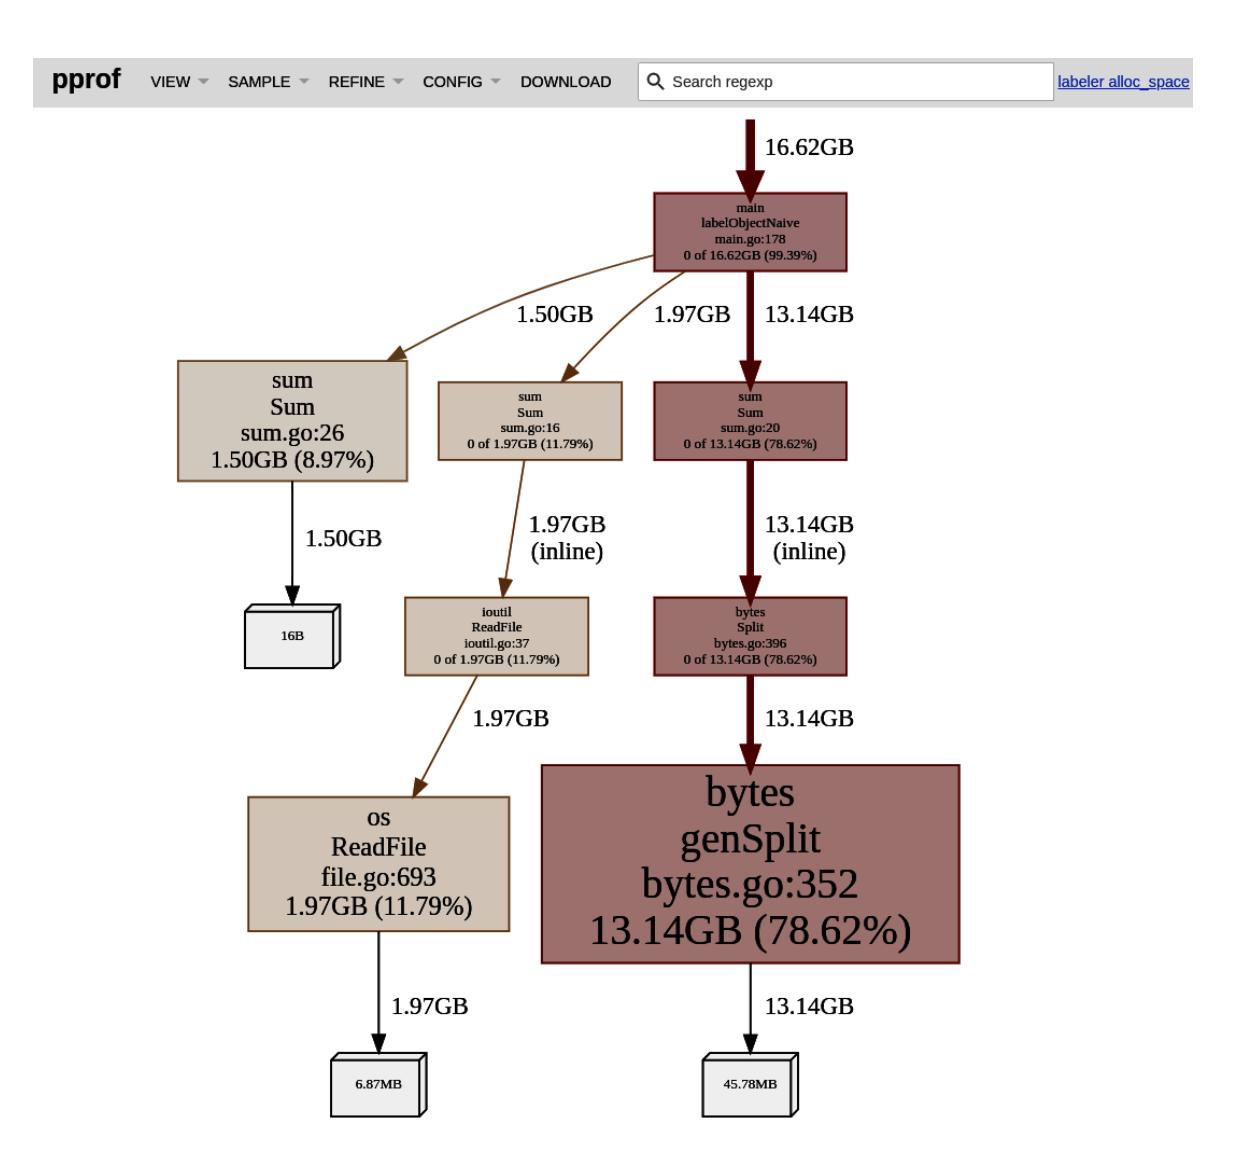 pprof VIEW SAMPLE REFINE CONFIG DOWNLOAD Search regexp labeler alloc_space
16.62GB
main
labelObjectNaive
main.go:178
0 of 16.62GB (99.39%)
1.50GB 1.97GB 13.14GB
sum
Sum
sum.go:26
1.50GB (8.97%)
sum
Sum
sum.go:16
0 of 1.97GB (11.79%)
sum
Sum
sum.go:20
0 of 13.14GB (78.62%)
1.50GB
1.97GB
(inline)
13.14GB
(inline)
16B
ioutil
ReadFile
ioutil.go:37
0 of 1.97GB (11.79%)
bytes
Split
bytes.go:396
0 of 13.14GB (78.62%)
1.97GB 13.14GB
os
ReadFile
file.go:693
1.97GB (11.79%)
bytes
genSplit
bytes.go:352
13.14GB (78.62%)
1.97GB 13.14GB
6.87MB 45.78MB